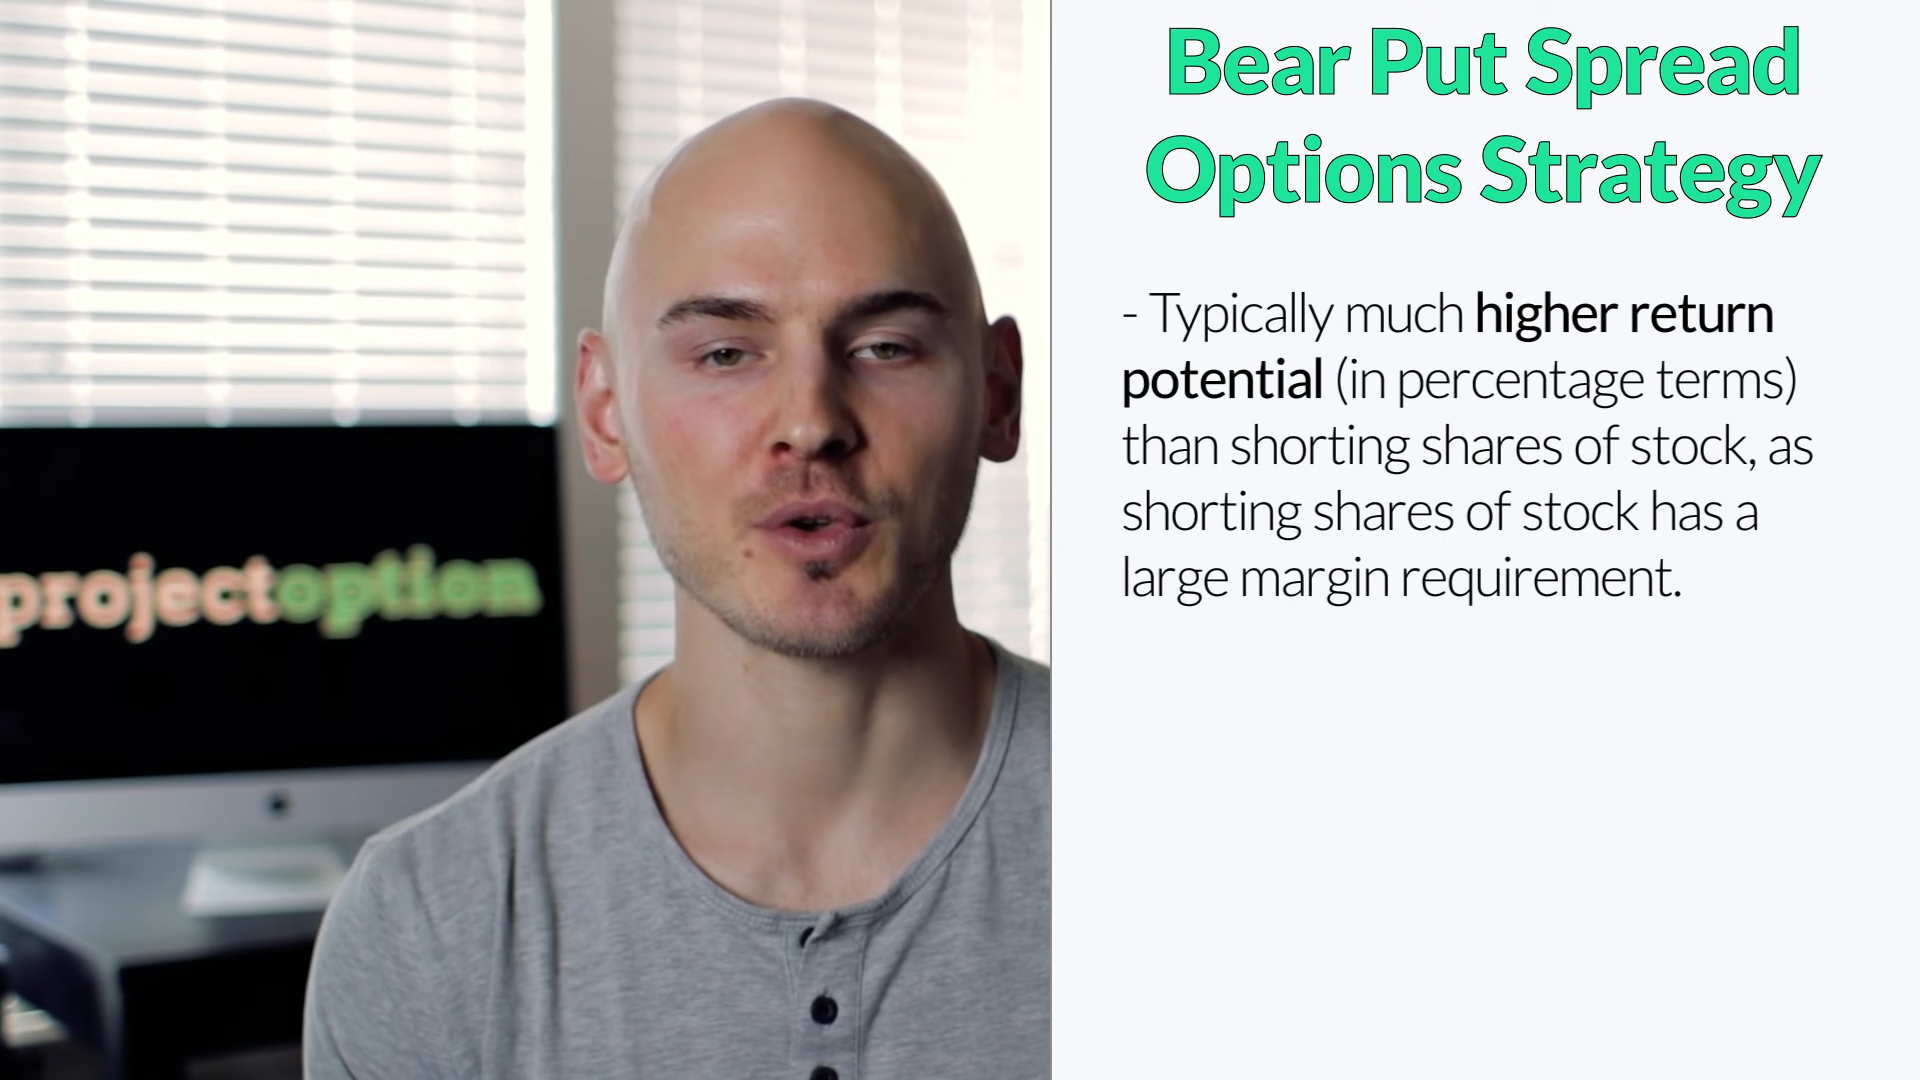 Bear Put Spread
Options Strategy
- Typically much higher return
potential (in percentage terms)
than shorting shares of stock, as
shorting shares of stock has a
large margin requirement.
projectoption